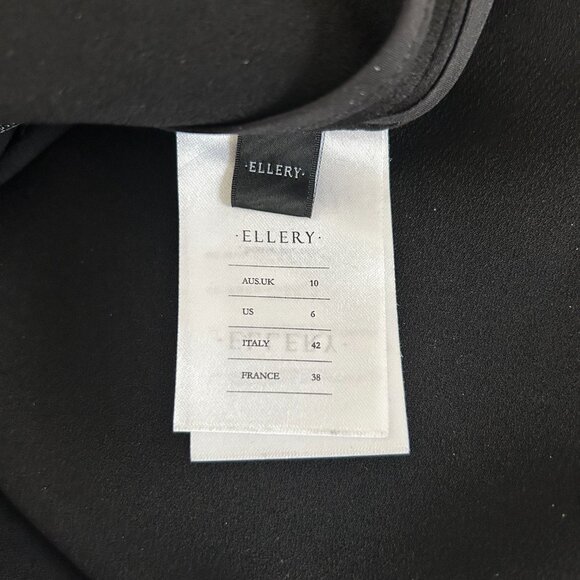 ·ELLERY·
·ELLERY·
AUS.UK 10
US 6
ITALY 42
FRANCE 38